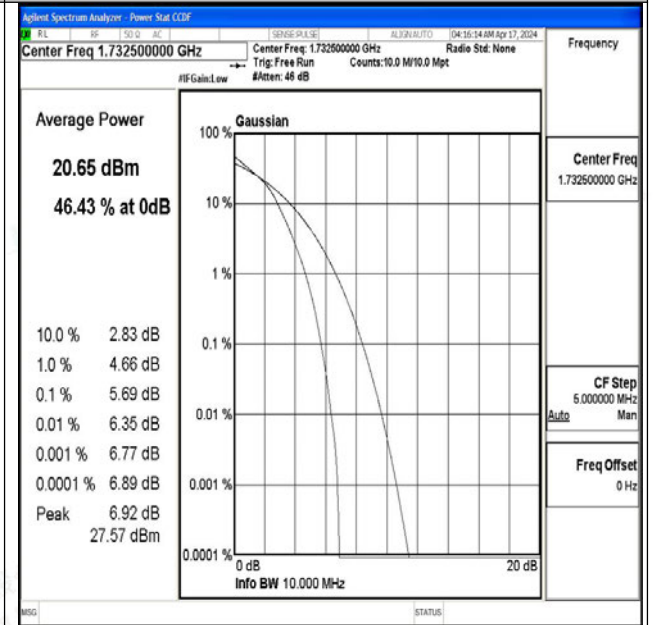 Agilent Spectrum Analyzer - Power Stat CCDF
RL RF 50 Ω AC SENSE:PULSE ALIGN AUTO 04:16:14 AM Apr 17, 2024
Center Freq 1.732500000 GHz
Center Freq: 1.732500000 GHz Radio Std: None
Trig: Free Run Counts:10.0 M/10.0 Mpt
#IFGain:Low #Atten: 46 dB
Frequency
Average Power
20.65 dBm
46.43 % at 0dB
10.0 % 2.83 dB
1.0 % 4.66 dB
0.1 % 5.69 dB
0.01 % 6.35 dB
0.001 % 6.77 dB
0.0001 % 6.89 dB
Peak 6.92 dB
27.57 dBm
Gaussian
100 %
10 %
1 %
0.1 %
0.01 %
0.001 %
0.0001 %
0 dB 20 dB
Info BW 10.000 MHz
Center Freq
1.732500000 GHz
CF Step
5.000000 MHz
Auto Man
Freq Offset
0 Hz
MSG STATUS